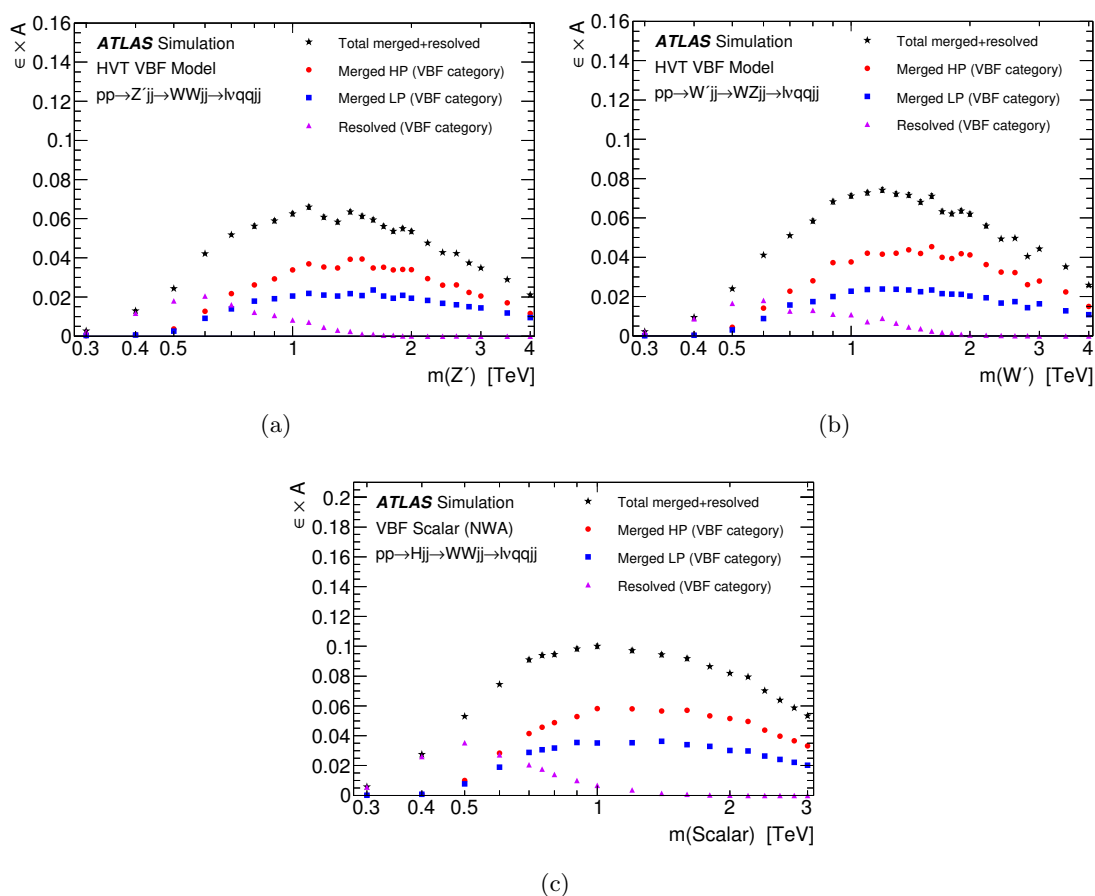 ∈ × A
0.16
0.14
0.12
0.1
0.08
0.06
0.04
0.02
0
ATLAS Simulation
HVT VBF Model
pp→Z′jj→WWjj→lνqqjj
Total merged+resolved
Merged HP (VBF category)
Merged LP (VBF category)
Resolved (VBF category)
0.3 0.4 0.5 1 2 3 4
m(Z′) [TeV]
(a)
∈ × A
0.16
0.14
0.12
0.1
0.08
0.06
0.04
0.02
0
ATLAS Simulation
HVT VBF Model
pp→W′jj→WZjj→lνqqjj
Total merged+resolved
Merged HP (VBF category)
Merged LP (VBF category)
Resolved (VBF category)
0.3 0.4 0.5 1 2 3 4
m(W′) [TeV]
(b)
∈ × A
0.2
0.18
0.16
0.14
0.12
0.1
0.08
0.06
0.04
0.02
0
ATLAS Simulation
VBF Scalar (NWA)
pp→Hjj→WWjj→lνqqjj
Total merged+resolved
Merged HP (VBF category)
Merged LP (VBF category)
Resolved (VBF category)
0.3 0.4 0.5 1 2 3
m(Scalar) [TeV]
(c)